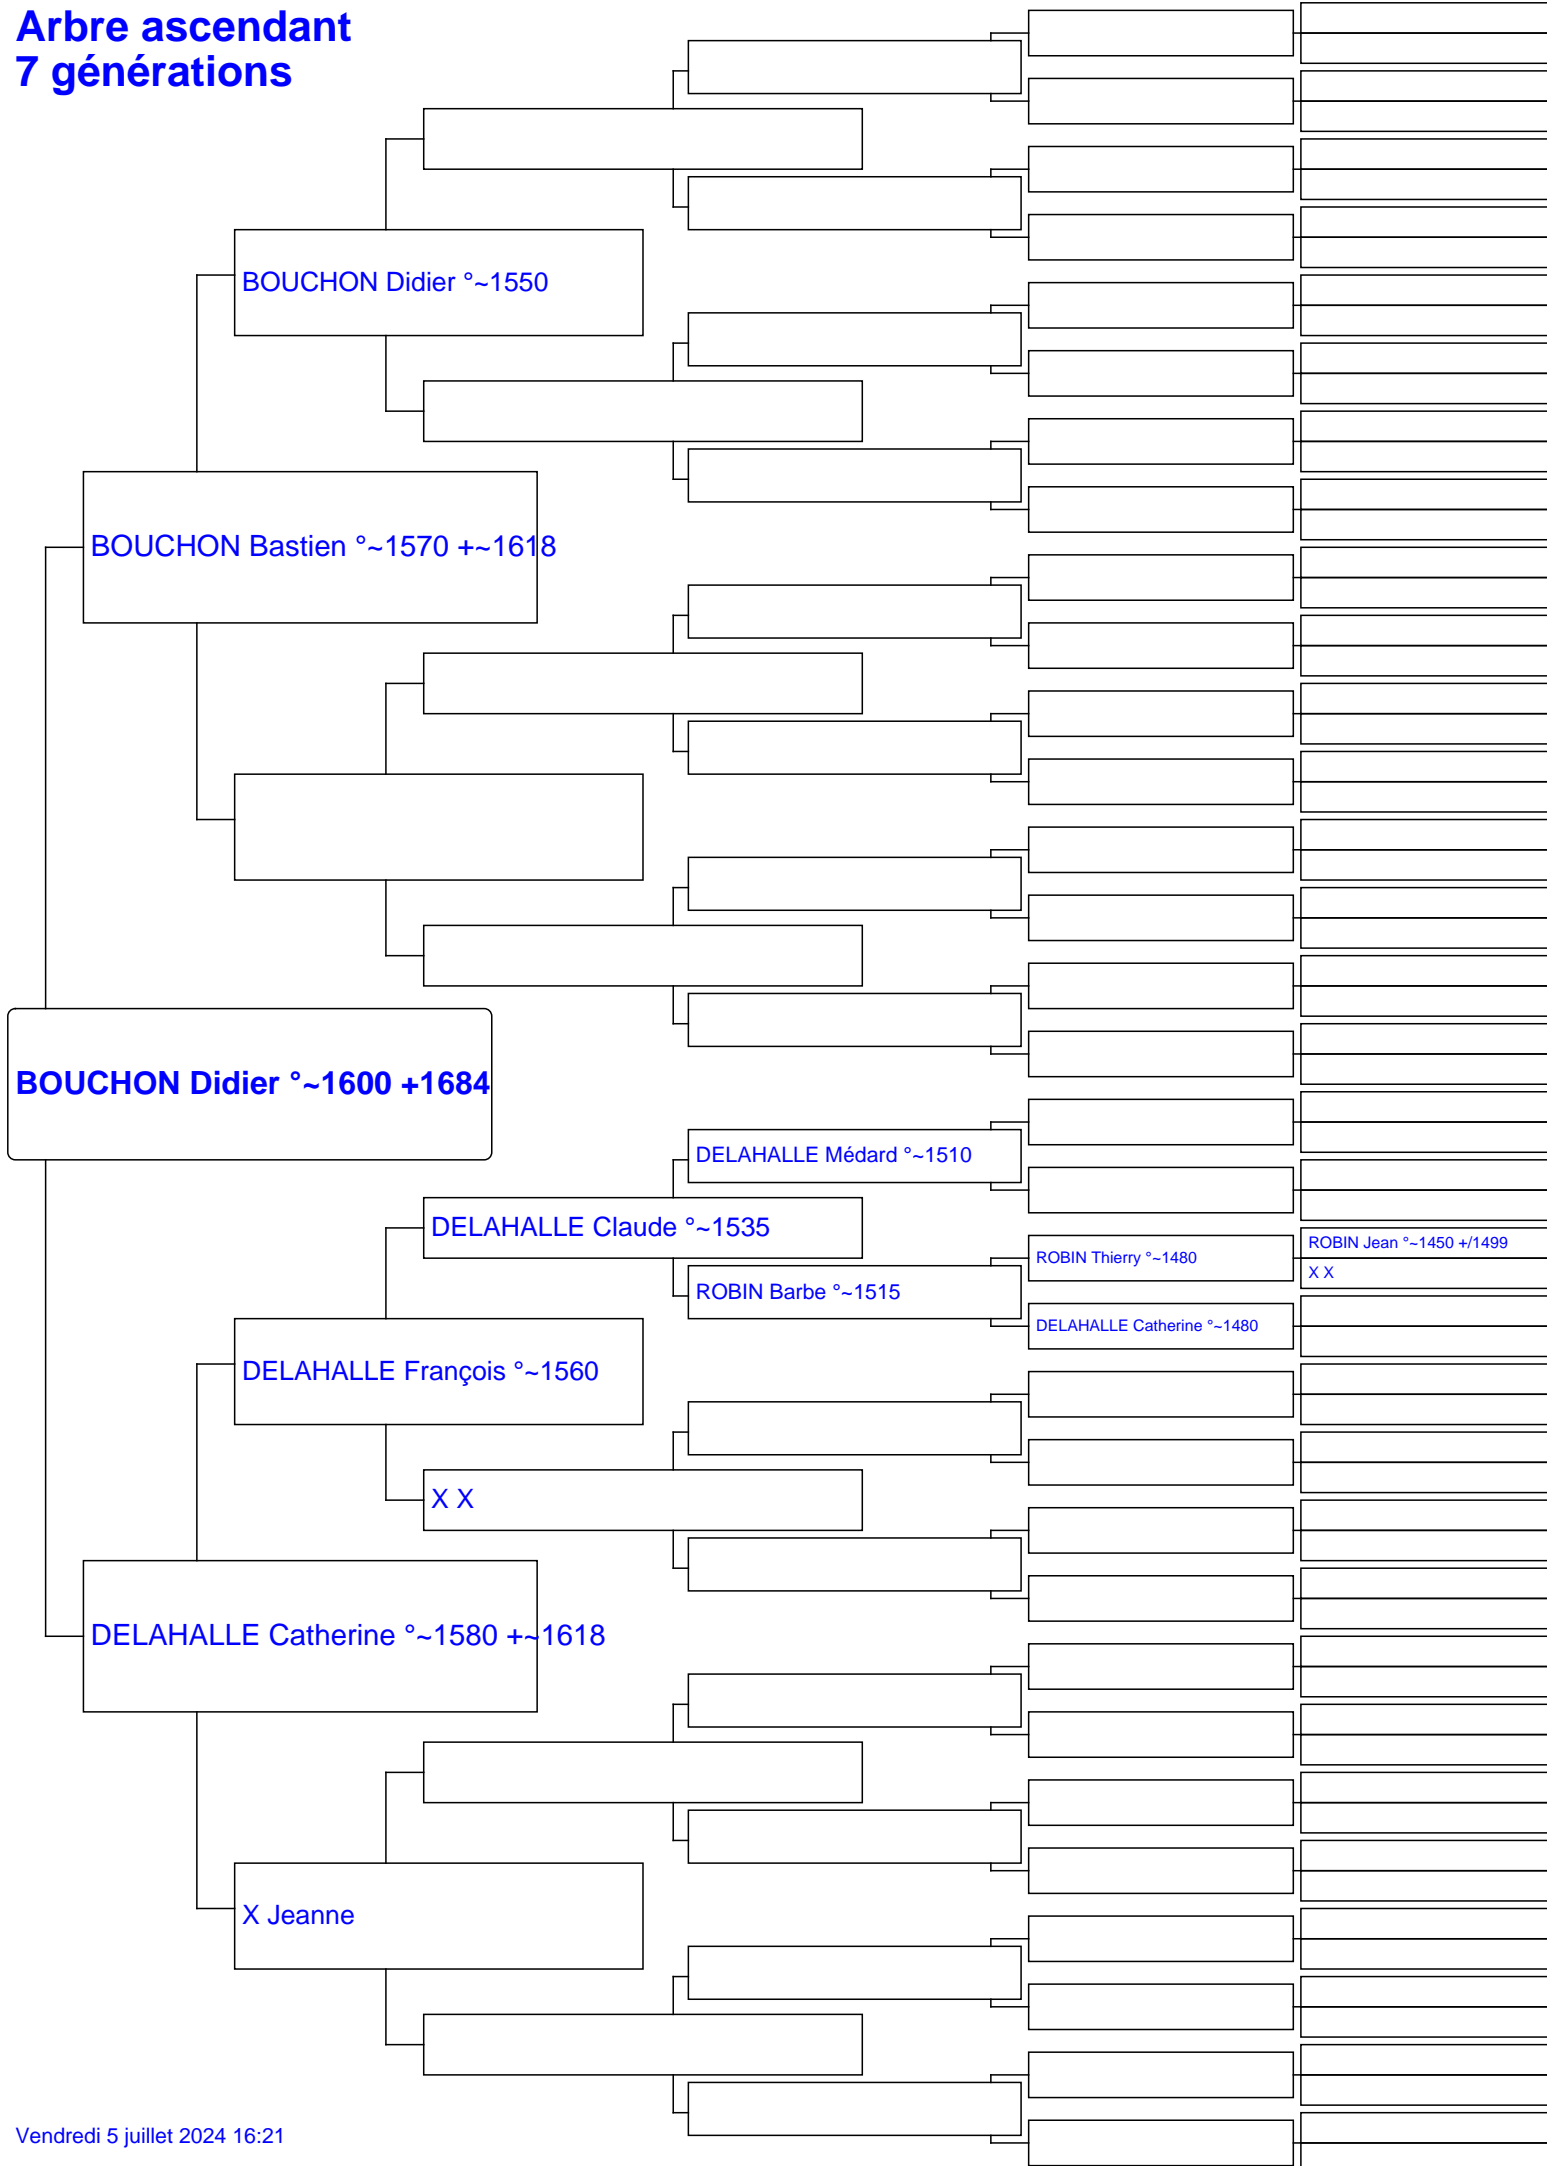 Arbre ascendant
7 générations
BOUCHON Didier °~1550
BOUCHON Bastien °~1570 +~1618
BOUCHON Didier °~1600 +1684
DELAHALLE Médard °~1510
DELAHALLE Claude °~1535
ROBIN Jean °~1450 +/1499
ROBIN Thierry °~1480
X X
ROBIN Barbe °~1515
DELAHALLE Catherine °~1480
DELAHALLE François °~1560
X X
DELAHALLE Catherine °~1580 +~1618
X Jeanne
Vendredi 5 juillet 2024 16:21